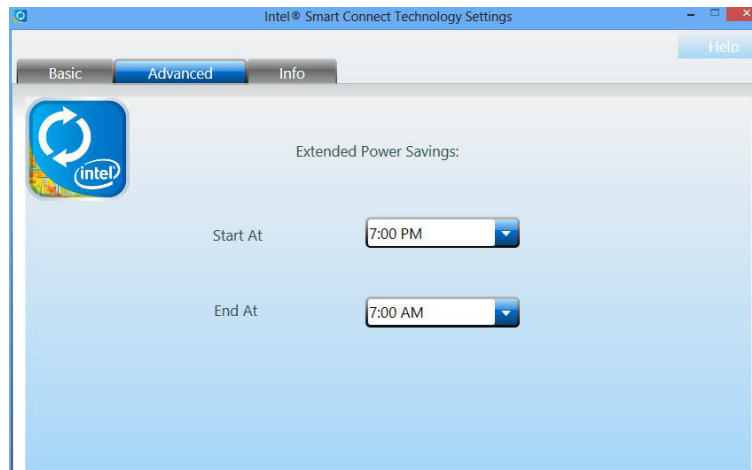 Intel® Smart Connect Technology Settings
Help
Basic Advanced Info
intel
Extended Power Savings:
Start At 7:00 PM
End At 7:00 AM